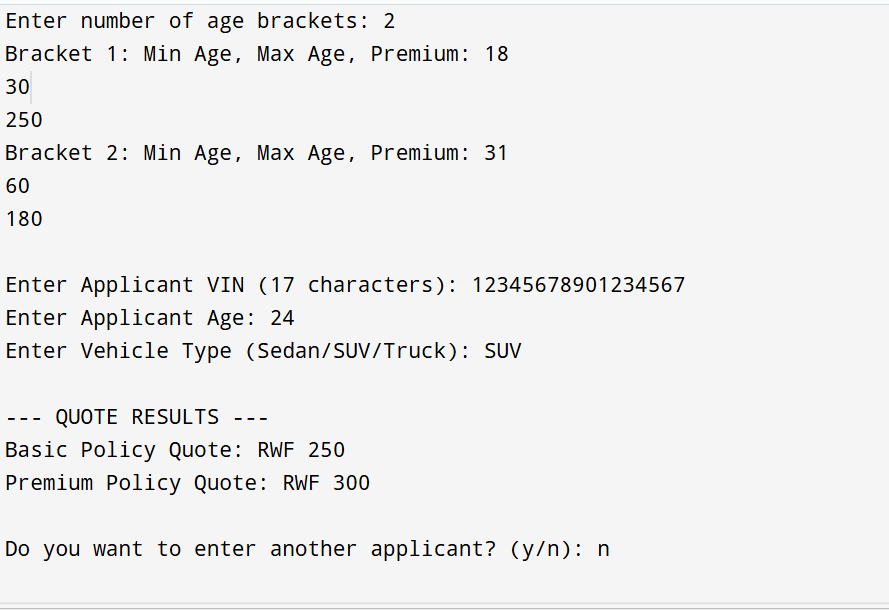 Enter number of age brackets: 2
Bracket 1: Min Age, Max Age, Premium: 18
30
250
Bracket 2: Min Age, Max Age, Premium: 31
60
180
Enter Applicant VIN (17 characters): 12345678901234567
Enter Applicant Age: 24
Enter Vehicle Type (Sedan/SUV/Truck): SUV
--- QUOTE RESULTS ---
Basic Policy Quote: RWF 250
Premium Policy Quote: RWF 300
Do you want to enter another applicant? (y/n): n